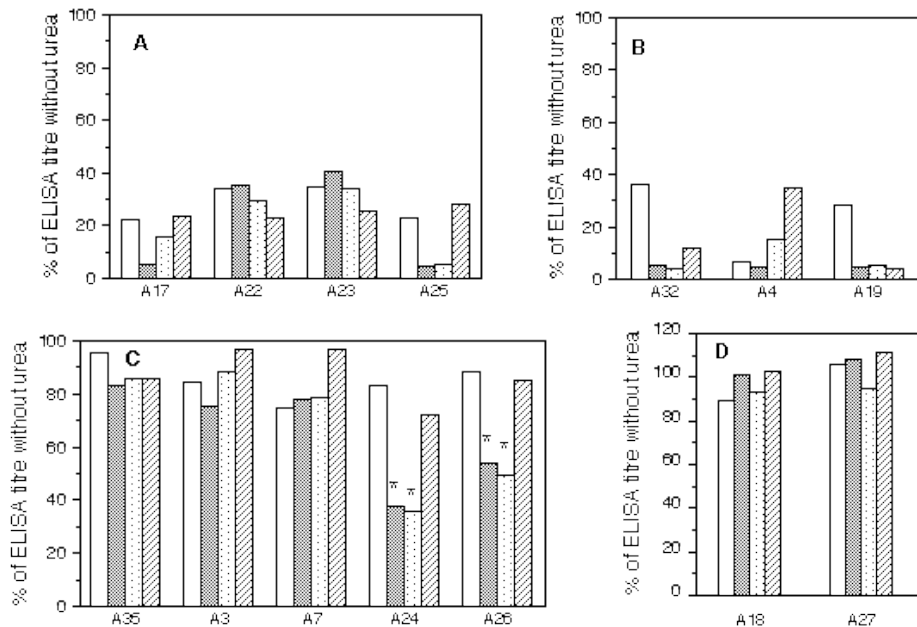 A
% of ELISA titre without urea
100
80
60
40
20
0
A17 A22 A23 A25
B
% of ELISA titre without urea
100
80
60
40
20
0
A32 A4 A19
C
% of ELISA titre without urea
100
80
60
40
20
0
* * * *
A35 A3 A7 A24 A26
D
% of ELISA titre without urea
120
100
80
60
40
20
0
A18 A27